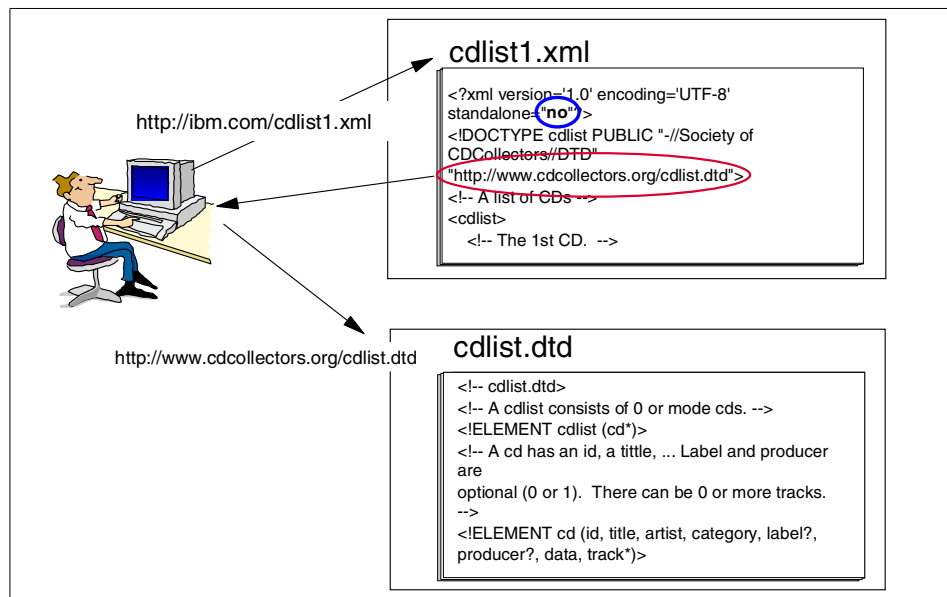 cdlist1.xml
<?xml version='1.0' encoding='UTF-8'
standalone="no"?>
<!DOCTYPE cdlist PUBLIC "-//Society of
CDCollectors//DTD"
"http://www.cdcollectors.org/cdlist.dtd">
<!-- A list of CDs -->
<cdlist>
<!-- The 1st CD. -->
http://ibm.com/cdlist1.xml
http://www.cdcollectors.org/cdlist.dtd
cdlist.dtd
<!-- cdlist.dtd>
<!-- A cdlist consists of 0 or mode cds. -->
<!ELEMENT cdlist (cd*)>
<!-- A cd has an id, a tittle, ... Label and producer
are
optional (0 or 1). There can be 0 or more tracks.
-->
<!ELEMENT cd (id, title, artist, category, label?,
producer?, data, track*)>